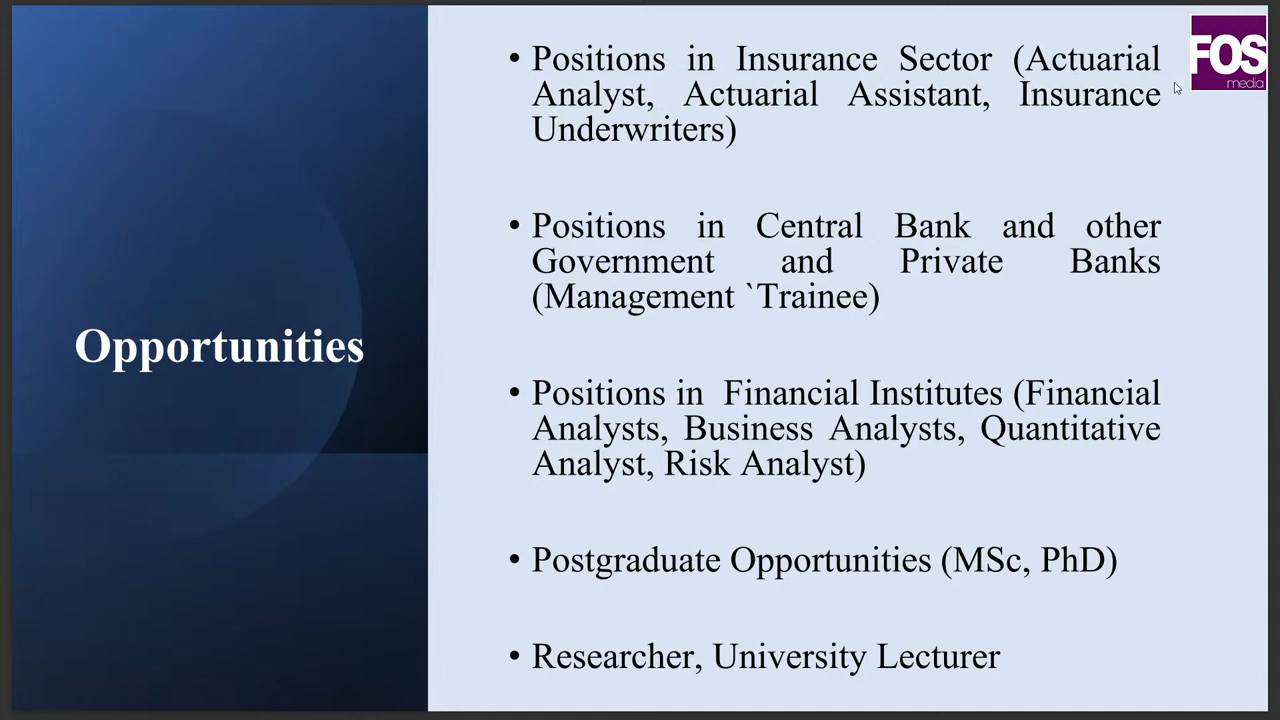 Opportunities
• Positions in Insurance Sector (Actuarial
Analyst, Actuarial Assistant, Insurance
Underwriters)
• Positions in Central Bank and other
Government and Private Banks
(Management `Trainee)
• Positions in Financial Institutes (Financial
Analysts, Business Analysts, Quantitative
Analyst, Risk Analyst)
• Postgraduate Opportunities (MSc, PhD)
• Researcher, University Lecturer
FOS
media